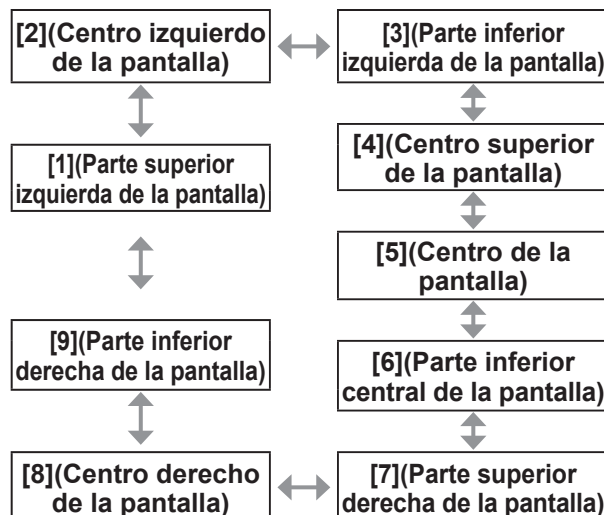 [2](Centro izquierdo
de la pantalla)
[3](Parte inferior
izquierda de la pantalla)
[1](Parte superior
izquierda de la pantalla)
[4](Centro superior
de la pantalla)
[5](Centro de la
pantalla)
[9](Parte inferior
derecha de la pantalla)
[6](Parte inferior
central de la pantalla)
[8](Centro derecho
de la pantalla)
[7](Parte superior
derecha de la pantalla)